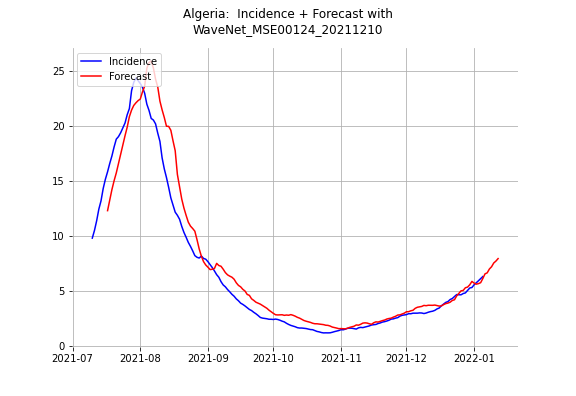 Algeria:  Incidence + Forecast with
WaveNet_MSE00124_20211210
Incidence
Forecast
25
20
15
10
5
0
2021-07 2021-08 2021-09 2021-10 2021-11 2021-12 2022-01